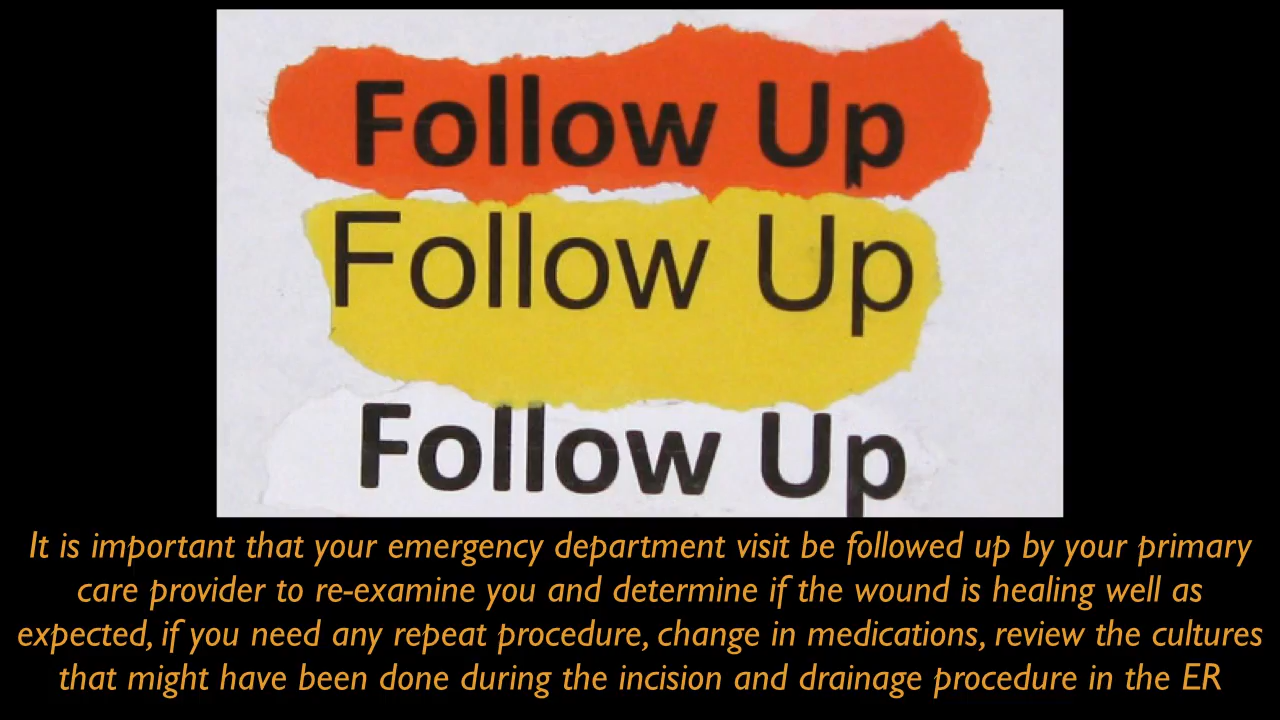 Follow Up
Follow Up
Follow Up
It is important that your emergency department visit be followed up by your primary
care provider to re-examine you and determine if the wound is healing well as
expected, if you need any repeat procedure, change in medications, review the cultures
that might have been done during the incision and drainage procedure in the ER